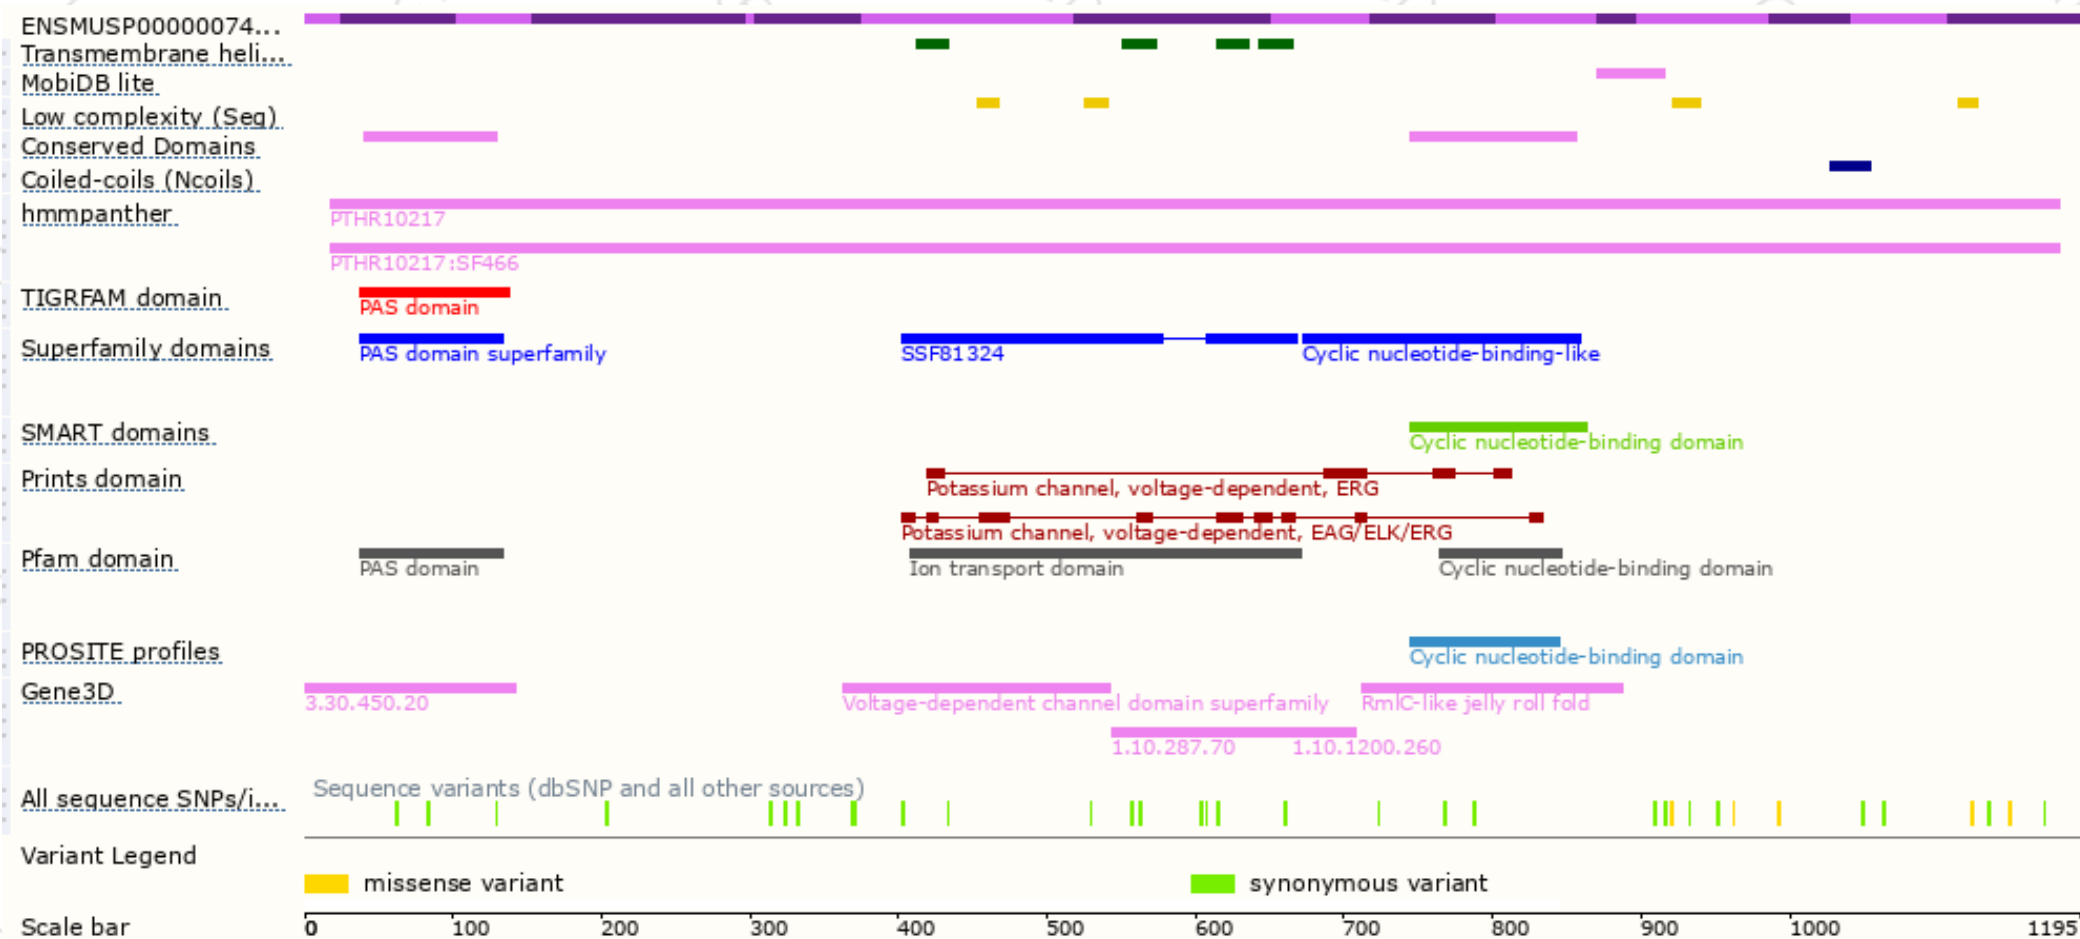 ENSMUSP00000074...
Transmembrane heli...
MobiDB lite
Low complexity (Seg)
Conserved Domains
Coiled-coils (Ncoils)
hmmpanther
PTHR10217
PTHR10217:SF466
TIGRFAM domain
PAS domain
Superfamily domains
PAS domain superfamily
SSF81324
Cyclic nucleotide-binding-like
SMART domains
Cyclic nucleotide-binding domain
Prints domain
Potassium channel, voltage-dependent, ERG
Potassium channel, voltage-dependent, EAG/ELK/ERG
Pfam domain
PAS domain
Ion transport domain
Cyclic nucleotide-binding domain
PROSITE profiles
Cyclic nucleotide-binding domain
Gene3D
3.30.450.20
Voltage-dependent channel domain superfamily
RmlC-like jelly roll fold
1.10.287.70
1.10.1200.260
All sequence SNPs/i...
Sequence variants (dbSNP and all other sources)
Variant Legend
missense variant
synonymous variant
Scale bar
0 100 200 300 400 500 600 700 800 900 1000 1195